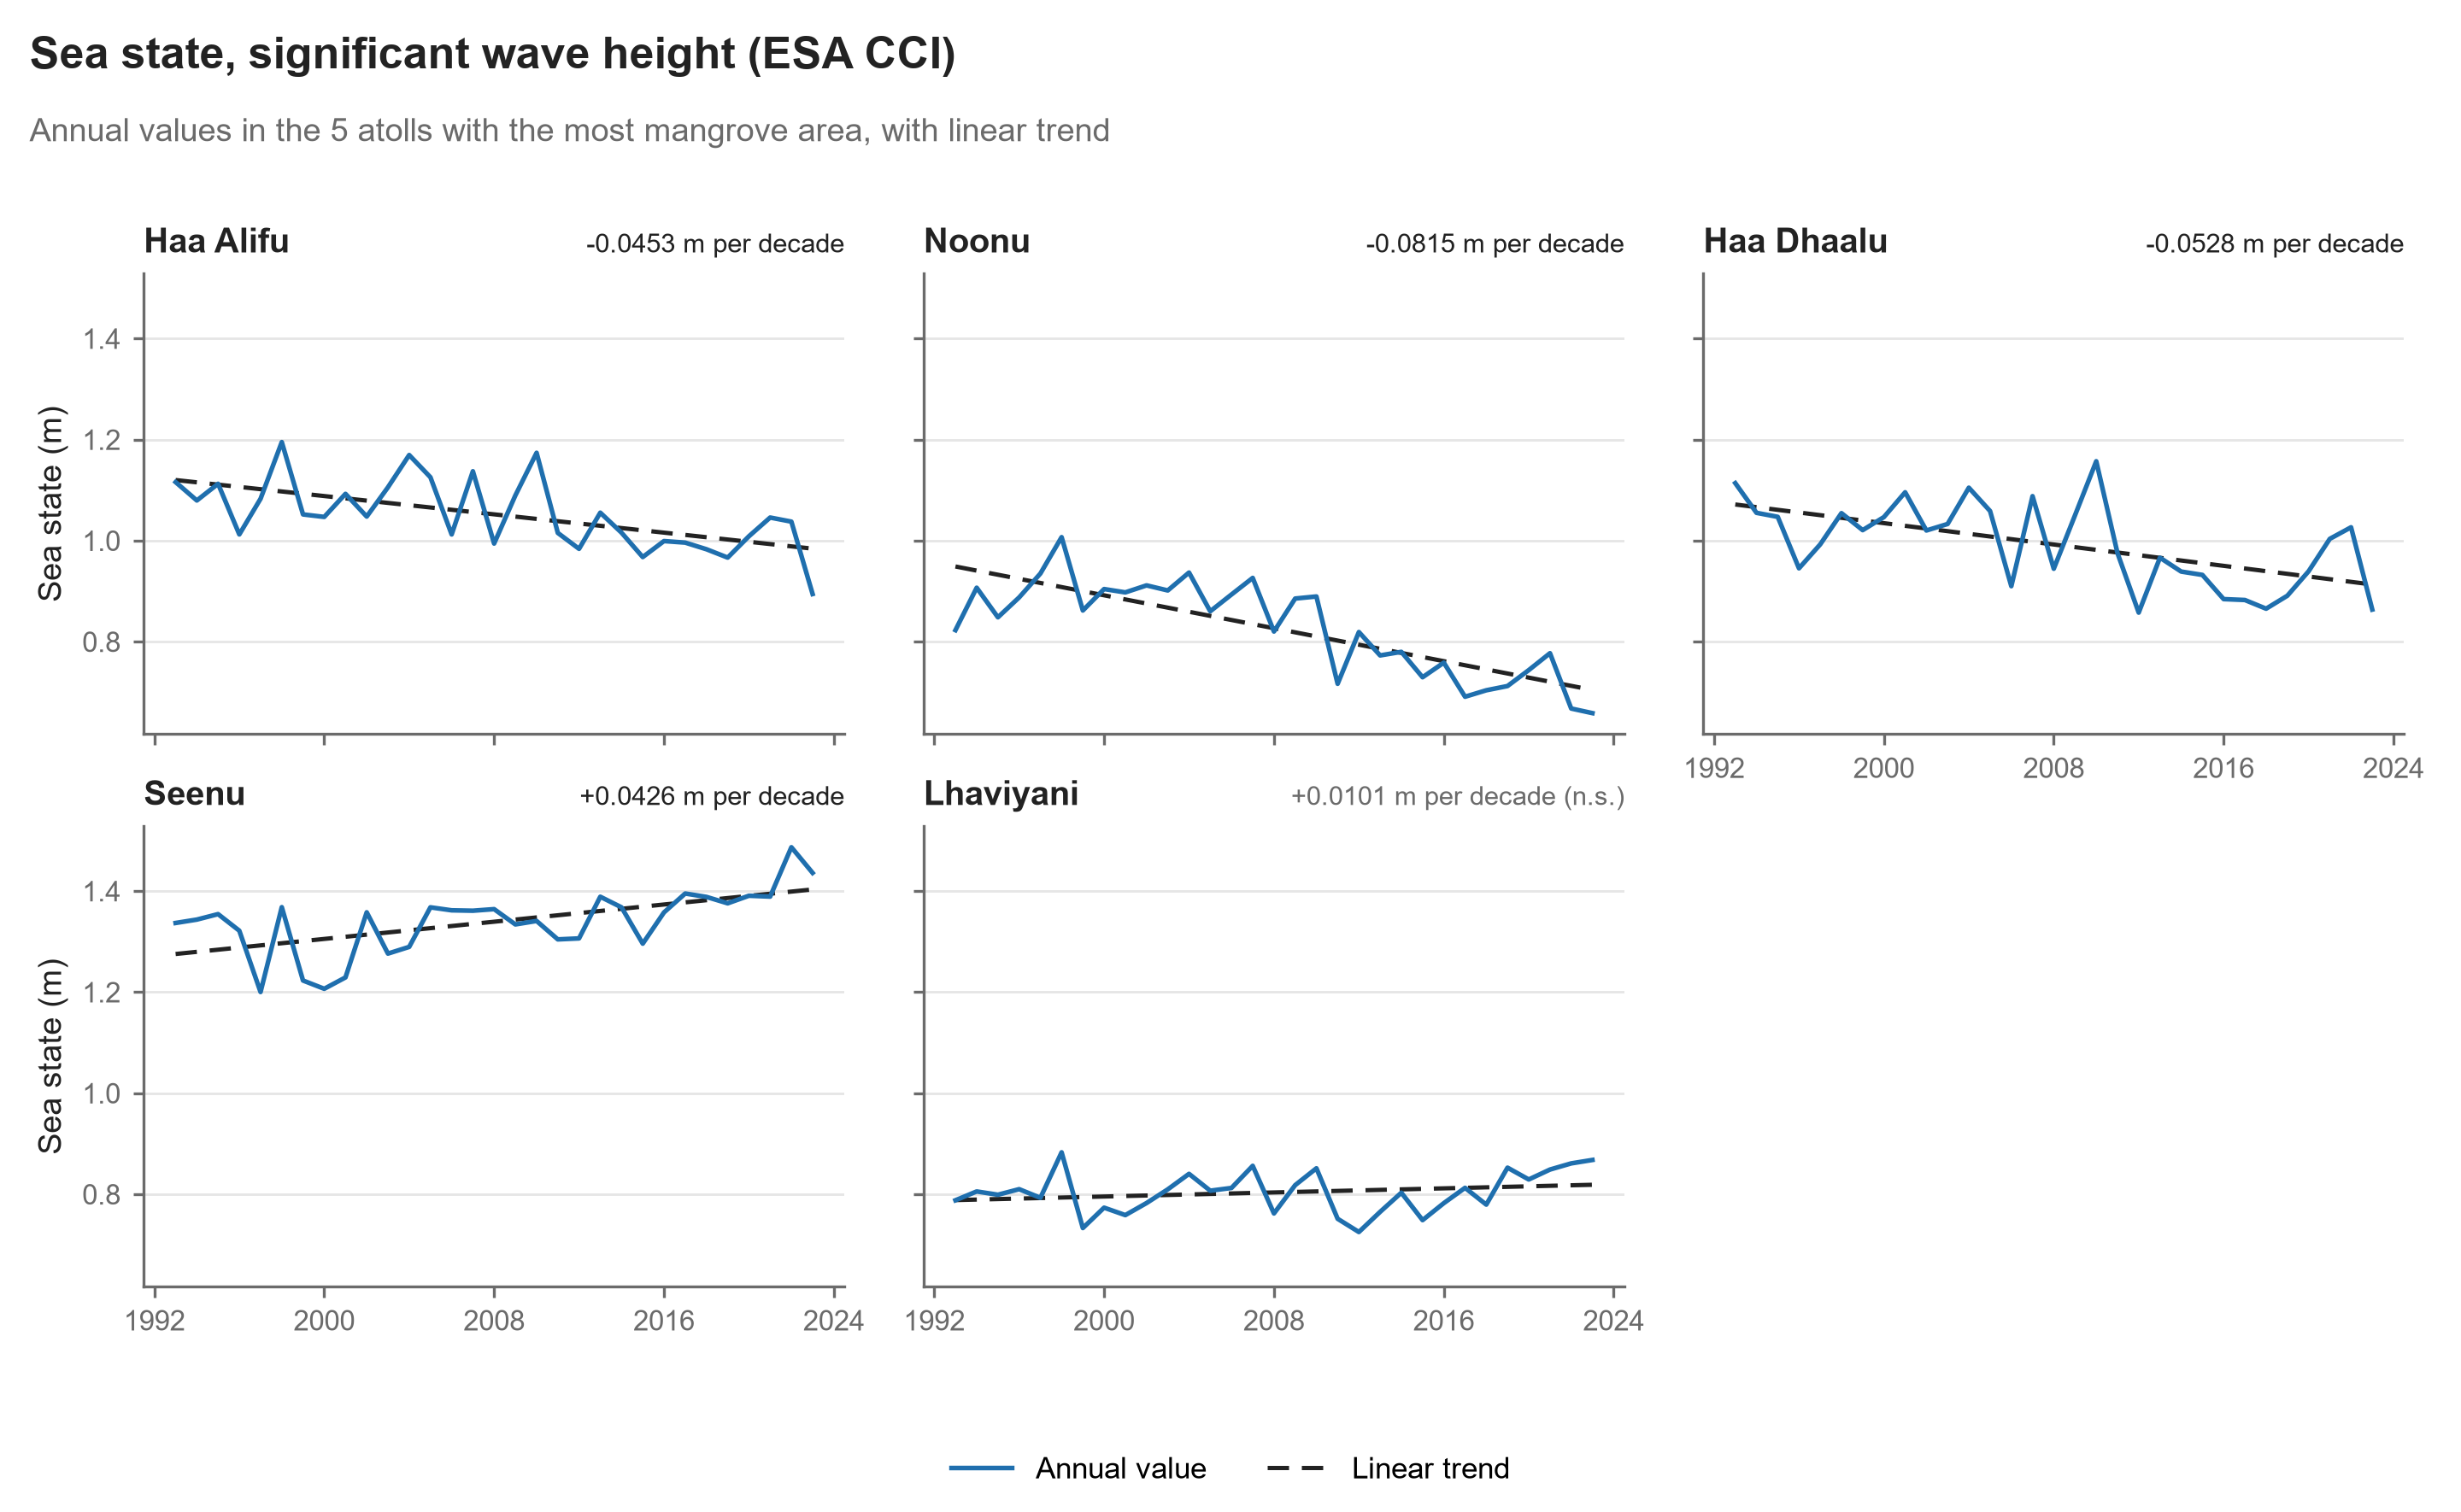 Sea state, significant wave height (ESA CCI)
Annual values in the 5 atolls with the most mangrove area, with linear trend
Haa Alifu
-0.0453 m per decade
Sea state (m)
1.4
1.2
1.0
0.8
Noonu
-0.0815 m per decade
Haa Dhaalu
-0.0528 m per decade
1992
2000
2008
2016
2024
Seenu
+0.0426 m per decade
Sea state (m)
1.4
1.2
1.0
0.8
1992
2000
2008
2016
2024
Lhaviyani
+0.0101 m per decade (n.s.)
1992
2000
2008
2016
2024
Annual value
Linear trend